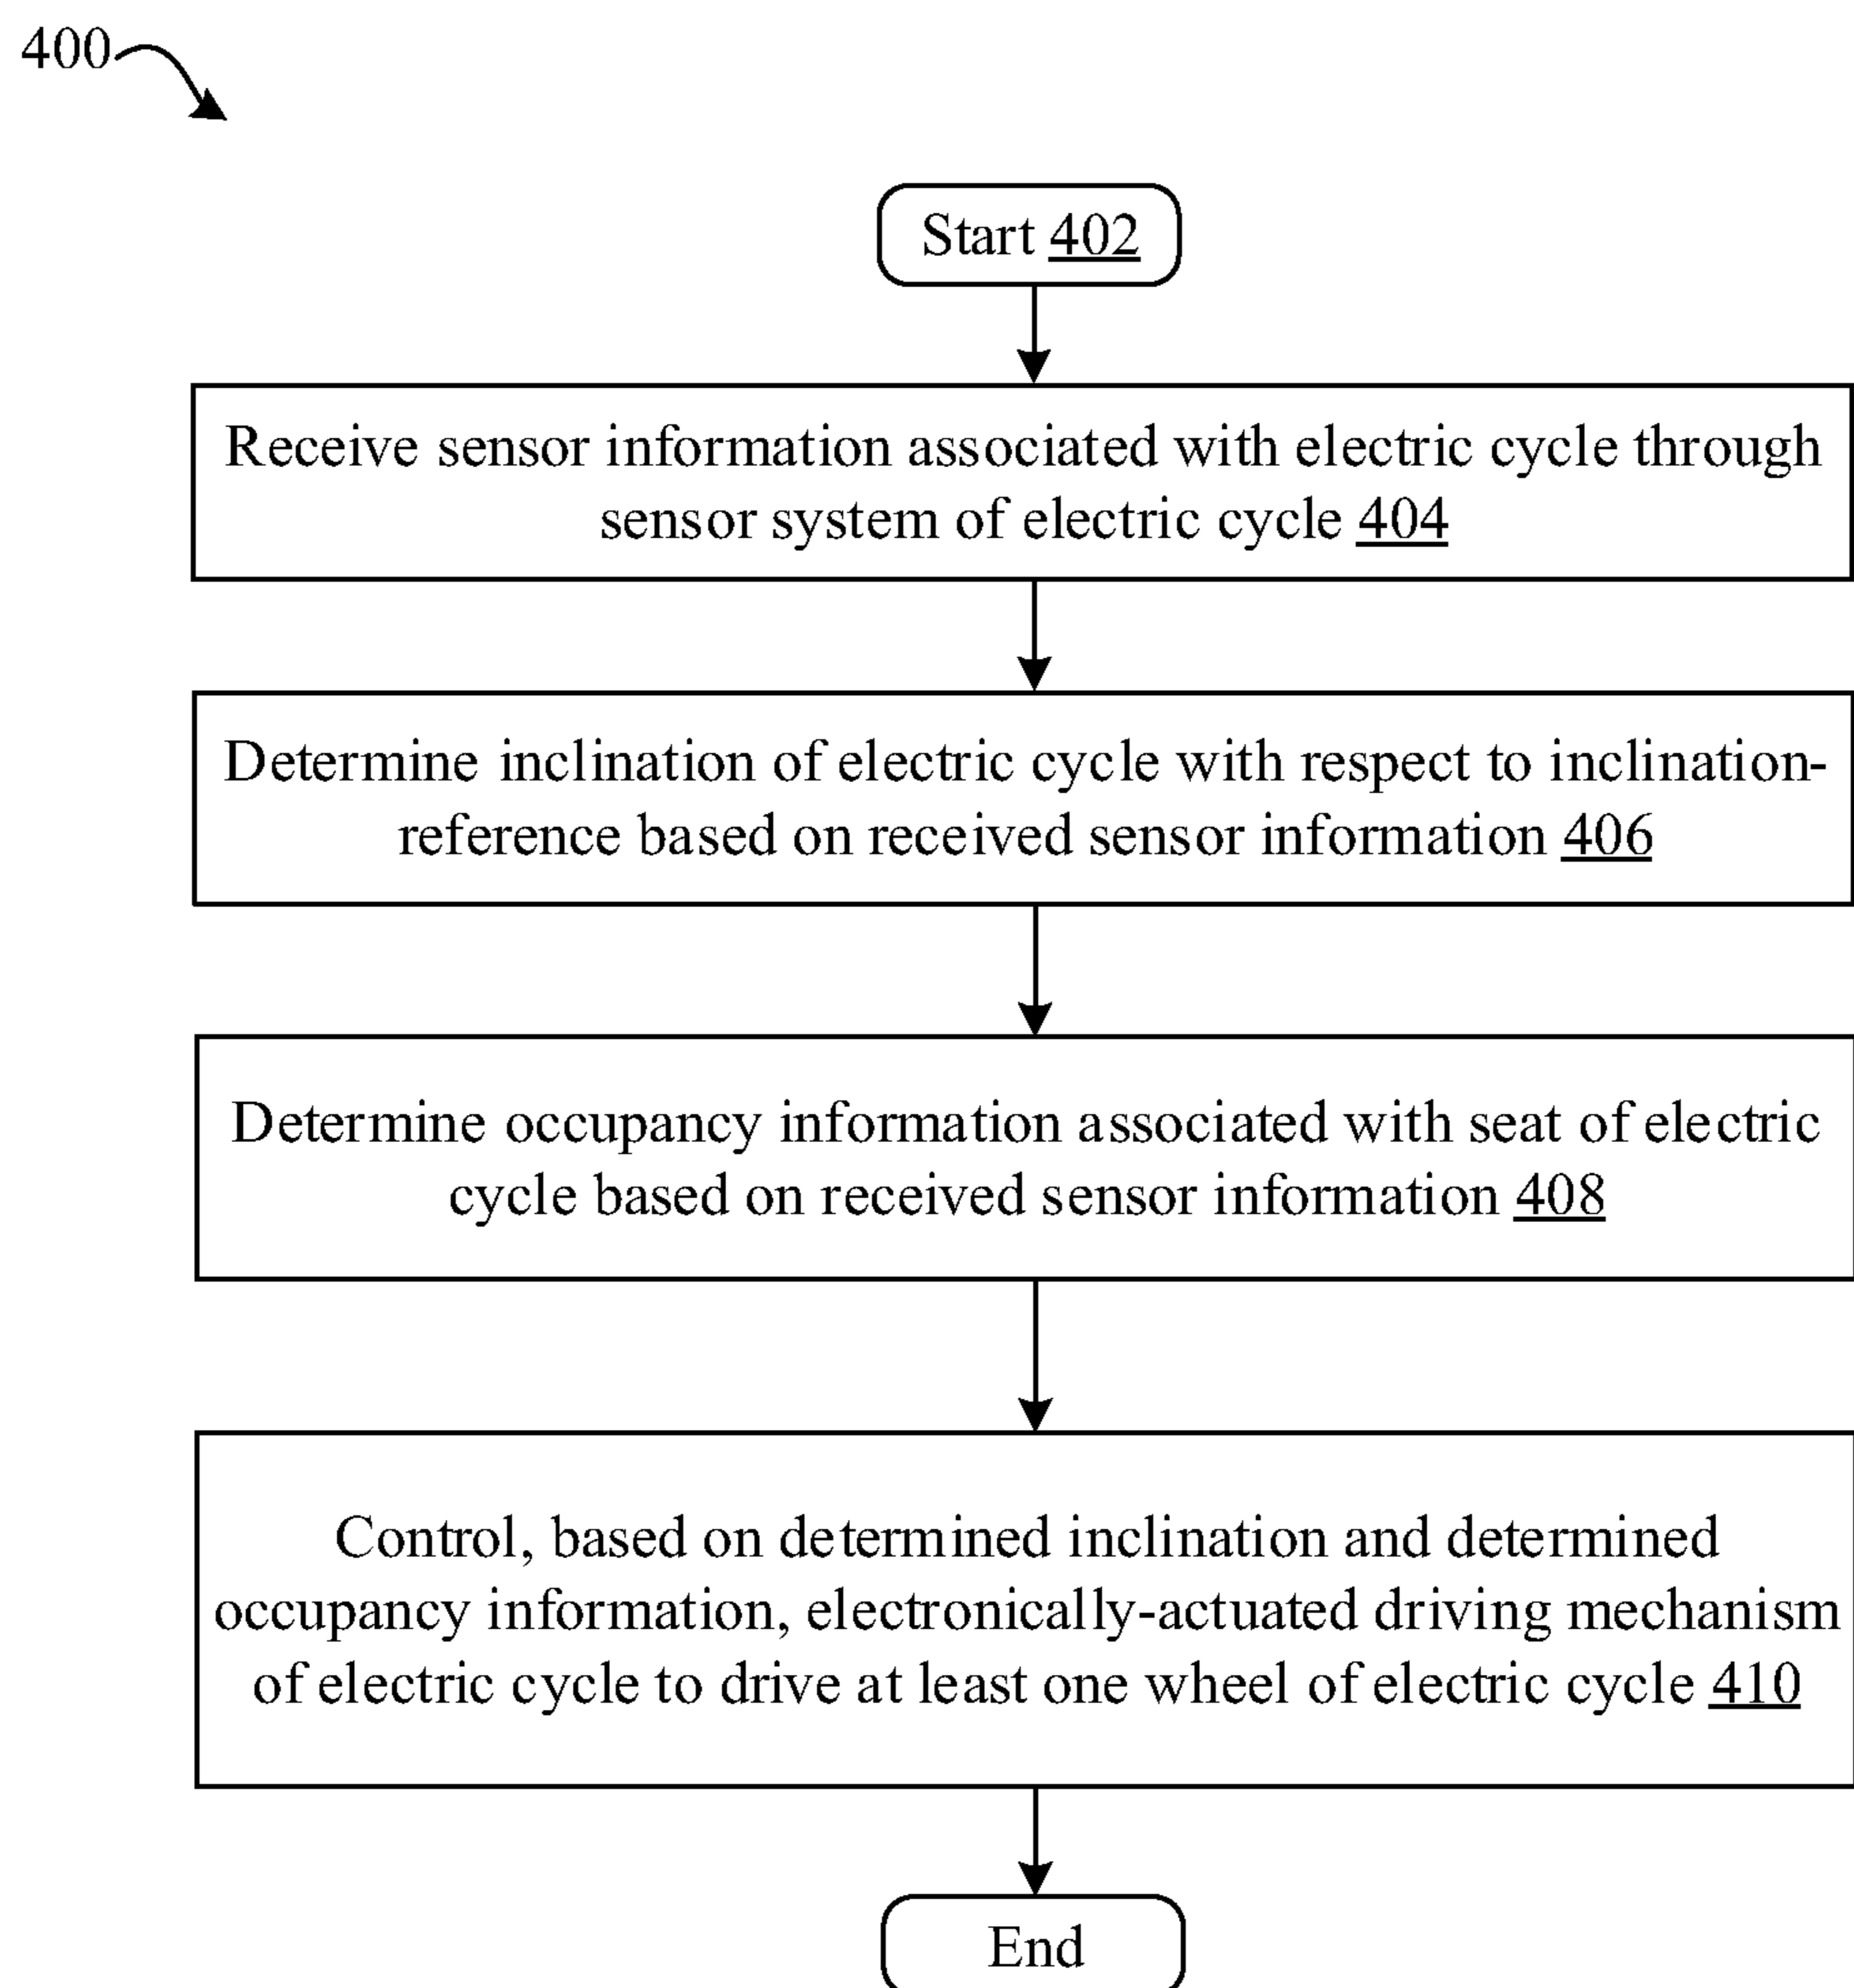 400
Start 402
Receive sensor information associated with electric cycle through
sensor system of electric cycle 404
Determine inclination of electric cycle with respect to inclination-
reference based on received sensor information 406
Determine occupancy information associated with seat of electric
cycle based on received sensor information 408
Control, based on determined inclination and determined
occupancy information, electronically-actuated driving mechanism
of electric cycle to drive at least one wheel of electric cycle 410
End